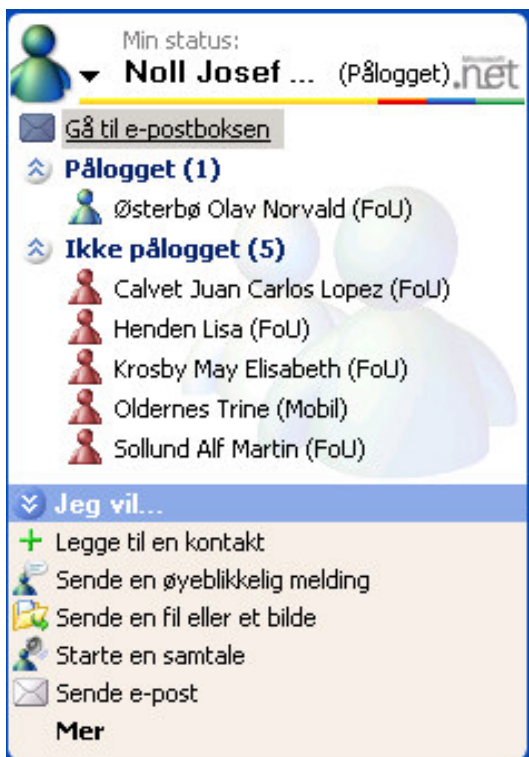 Min status:
Noll Josef ... (Pålogget)
Microsoft
.net
Gå til e-postboksen
Pålogget (1)
Østerbø Olav Norvald (FoU)
Ikke pålogget (5)
Calvet Juan Carlos Lopez (FoU)
Henden Lisa (FoU)
Krosby May Elisabeth (FoU)
Oldernes Trine (Mobil)
Sollund Alf Martin (FoU)
Jeg vil...
Legge til en kontakt
Sende en øyeblikkelig melding
Sende en fil eller et bilde
Starte en samtale
Sende e-post
Mer